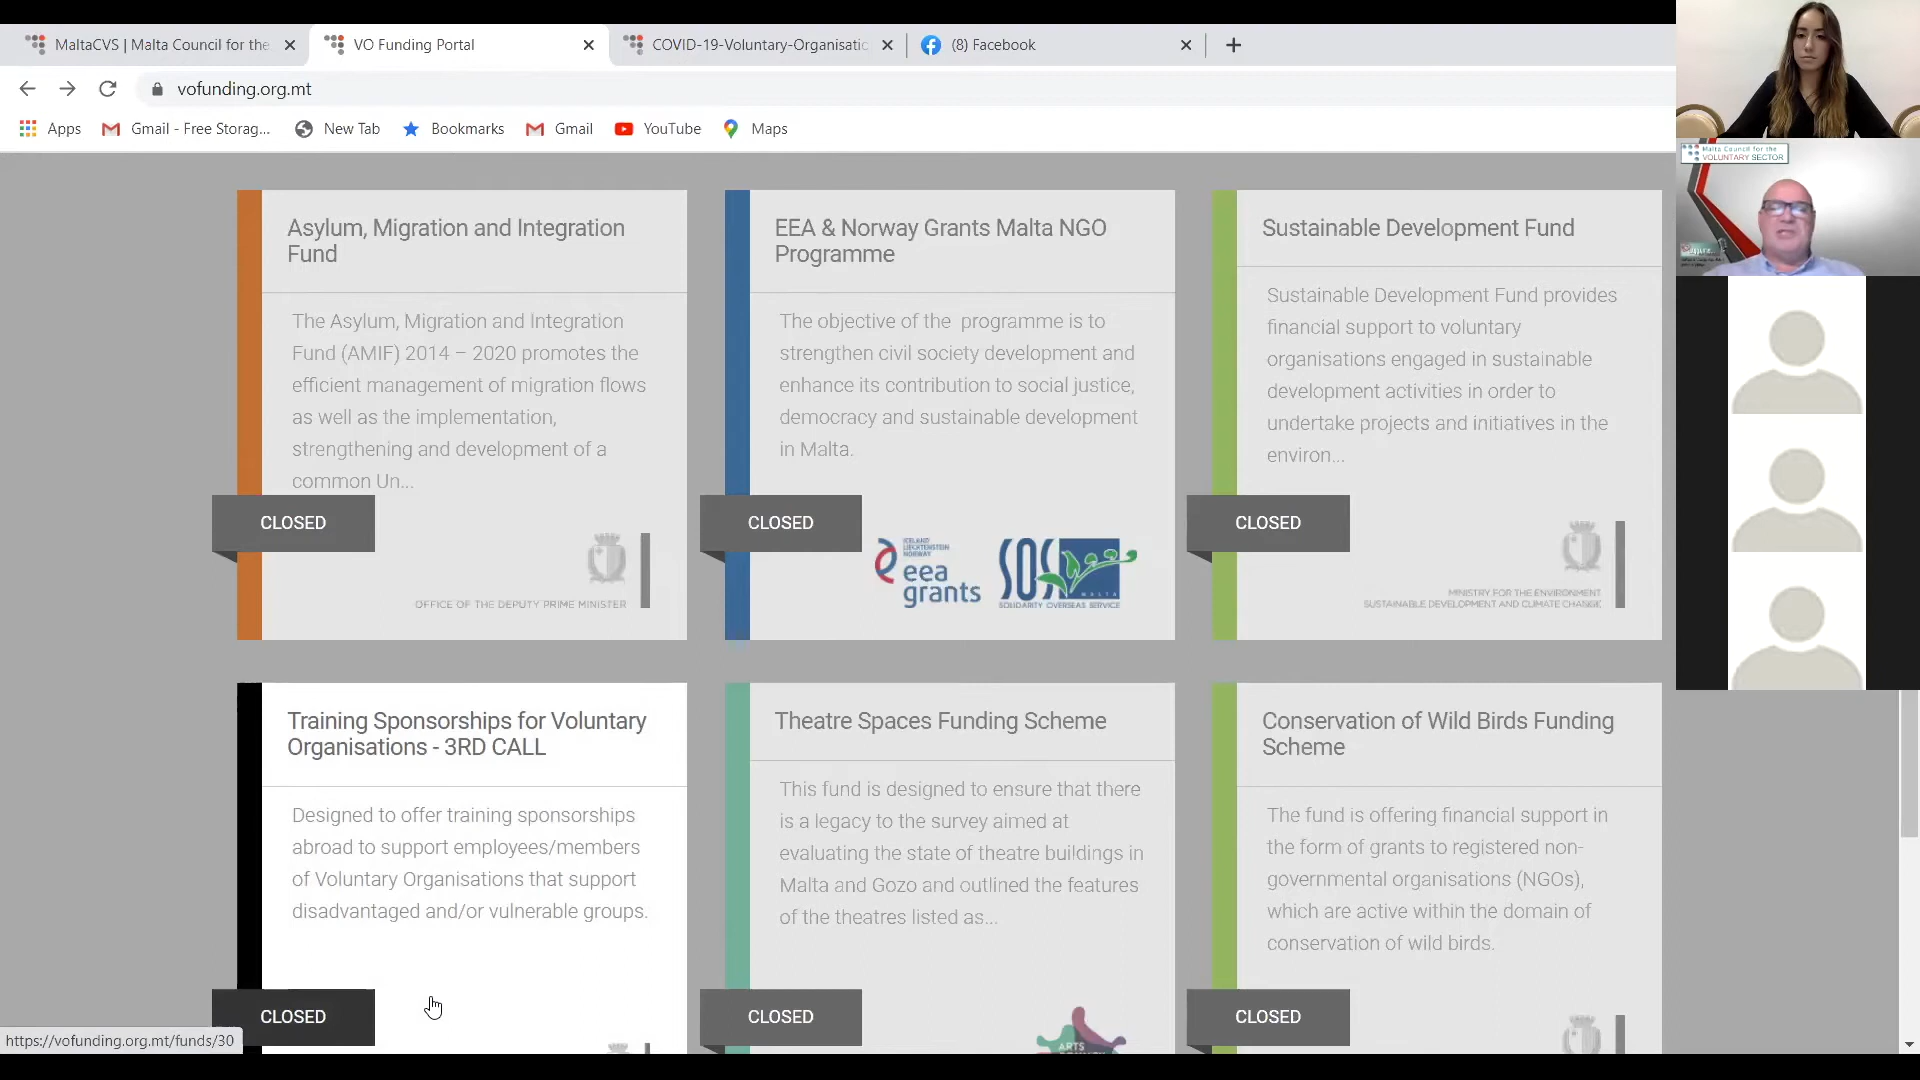 MaltaCVS | Malta Council for the
VO Funding Portal
COVID-19-Voluntary-Organisatic
(8) Facebook
vofunding.org.mt
Apps
Gmail - Free Storag...
New Tab
Bookmarks
Gmail
YouTube
Maps
Malta Council for the
VOLUNTARY SECTOR
Asylum, Migration and Integration
Fund
The Asylum, Migration and Integration
Fund (AMIF) 2014 – 2020 promotes the
efficient management of migration flows
as well as the implementation,
strengthening and development of a
common Un...
CLOSED
OFFICE OF THE DEPUTY PRIME MINISTER
EEA & Norway Grants Malta NGO
Programme
The objective of the programme is to
strengthen civil society development and
enhance its contribution to social justice,
democracy and sustainable development
in Malta.
CLOSED
ICELAND
LIECHTENSTEIN
NORWAY
eea
grants
SOS
MALTA
SOLIDARITY OVERSEAS SERVICE
Sustainable Development Fund
Sustainable Development Fund provides
financial support to voluntary
organisations engaged in sustainable
development activities in order to
undertake projects and initiatives in the
environ...
CLOSED
MINISTRY FOR THE ENVIRONMENT
SUSTAINABLE DEVELOPMENT AND CLIMATE CHANGE
Training Sponsorships for Voluntary
Organisations - 3RD CALL
Designed to offer training sponsorships
abroad to support employees/members
of Voluntary Organisations that support
disadvantaged and/or vulnerable groups.
CLOSED
Theatre Spaces Funding Scheme
This fund is designed to ensure that there
is a legacy to the survey aimed at
evaluating the state of theatre buildings in
Malta and Gozo and outlined the features
of the theatres listed as...
CLOSED
ARTS
Conservation of Wild Birds Funding
Scheme
The fund is offering financial support in
the form of grants to registered non-
governmental organisations (NGOs),
which are active within the domain of
conservation of wild birds.
CLOSED
https://vofunding.org.mt/funds/30